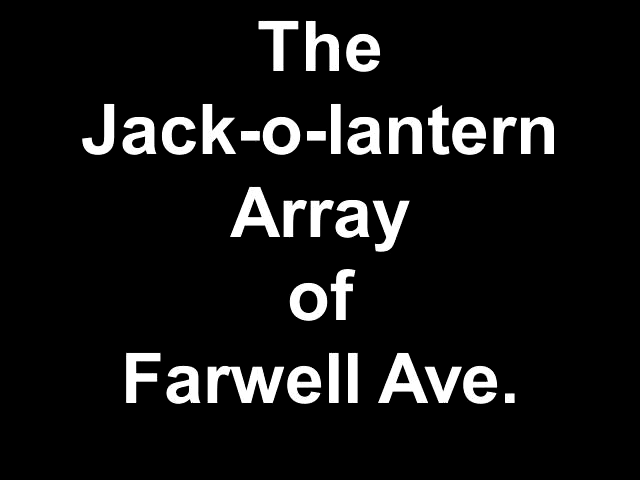 The
Jack-o-lantern
Array
of
Farwell Ave.